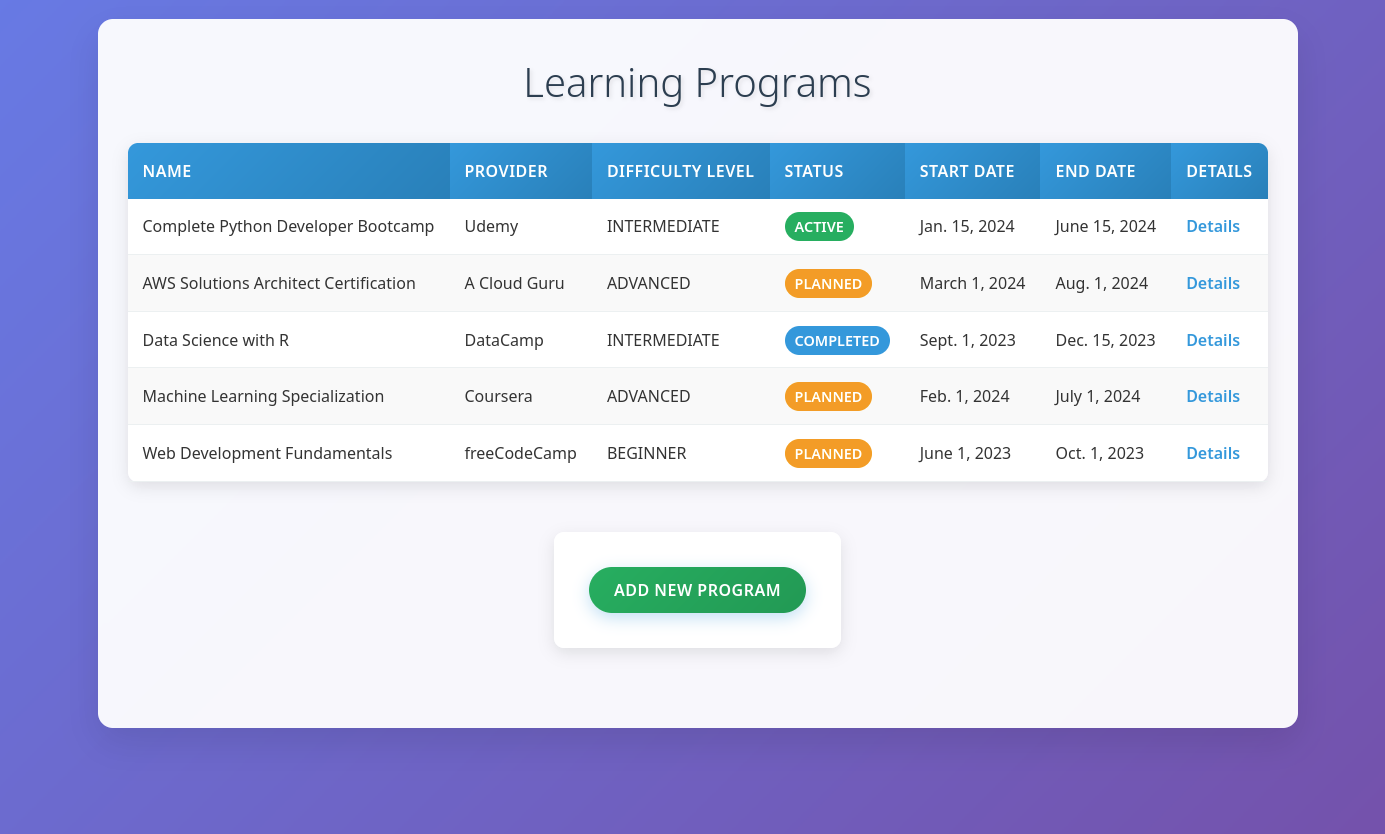 Learning Programs
NAME PROVIDER DIFFICULTY LEVEL STATUS START DATE END DATE DETAILS
Complete Python Developer Bootcamp Udemy INTERMEDIATE ACTIVE Jan. 15, 2024 June 15, 2024 Details
AWS Solutions Architect Certification A Cloud Guru ADVANCED PLANNED March 1, 2024 Aug. 1, 2024 Details
Data Science with R DataCamp INTERMEDIATE COMPLETED Sept. 1, 2023 Dec. 15, 2023 Details
Machine Learning Specialization Coursera ADVANCED PLANNED Feb. 1, 2024 July 1, 2024 Details
Web Development Fundamentals freeCodeCamp BEGINNER PLANNED June 1, 2023 Oct. 1, 2023 Details
ADD NEW PROGRAM